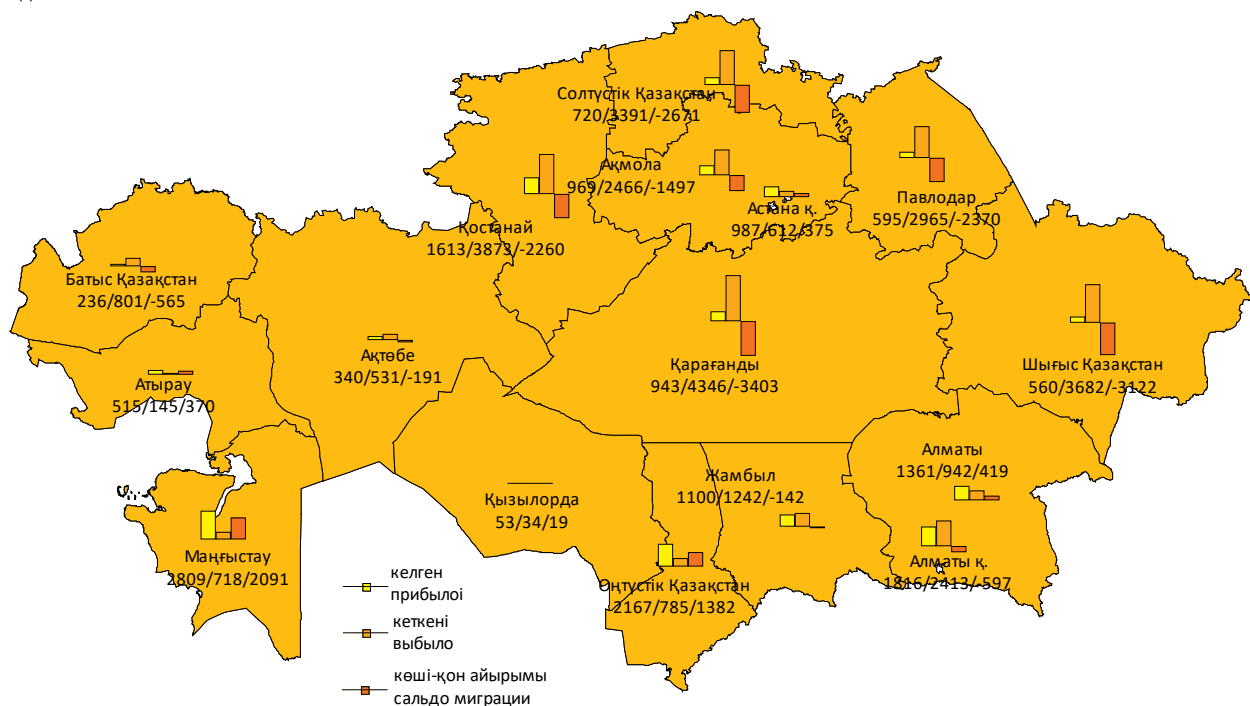 Солтүстік Қазақстан
720/3391/-2671
Ақмола
969/2466/-1497
Астана қ.
987/612/375
Павлодар
595/2965/-2370
Қостанай
1613/3873/-2260
Батыс Қазақстан
236/801/-565
Ақтөбе
340/531/-191
Атырау
515/145/370
Қарағанды
943/4346/-3403
Шығыс Қазақстан
560/3682/-3122
Алматы
1361/942/419
Жамбыл
1100/1242/-142
Қызылорда
53/34/19
Маңғыстау
2809/718/2091
Оңтүстік Қазақстан
2167/785/1382
Алматы қ.
1816/2413/-597
келген
прибылоі
кеткені
выбыло
көші-қон айырымы
сальдо миграции